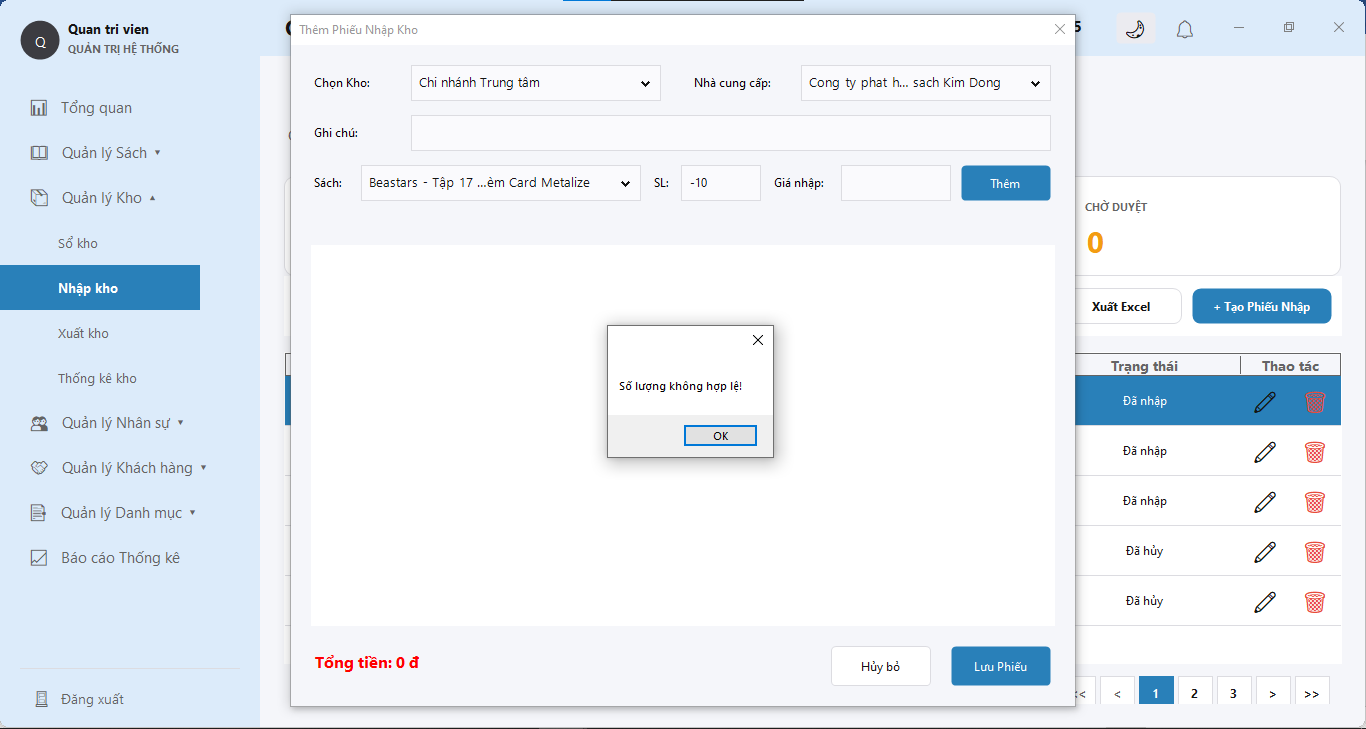 Q
Quan tri vien
QUẢN TRỊ HỆ THỐNG
Tổng quan
Quản lý Sách ▾
Quản lý Kho ▴
Sổ kho
Nhập kho
Xuất kho
Thống kê kho
Quản lý Nhân sự ▾
Quản lý Khách hàng ▾
Quản lý Danh mục ▾
Báo cáo Thống kê
Đăng xuất
Thêm Phiếu Nhập Kho
Chọn Kho: Chi nhánh Trung tâm Nhà cung cấp: Cong ty phat h... sach Kim Dong
Ghi chú:
Sách: Beastars - Tập 17 ...èm Card Metalize SL: -10 Giá nhập: Thêm
Số lượng không hợp lệ!
OK
Tổng tiền: 0 đ Hủy bỏ Lưu Phiếu
5
CHỜ DUYỆT
0
Xuất Excel + Tạo Phiếu Nhập
Trạng thái Thao tác
Đã nhập
Đã nhập
Đã nhập
Đã hủy
Đã hủy
< 1 2 3 > >>